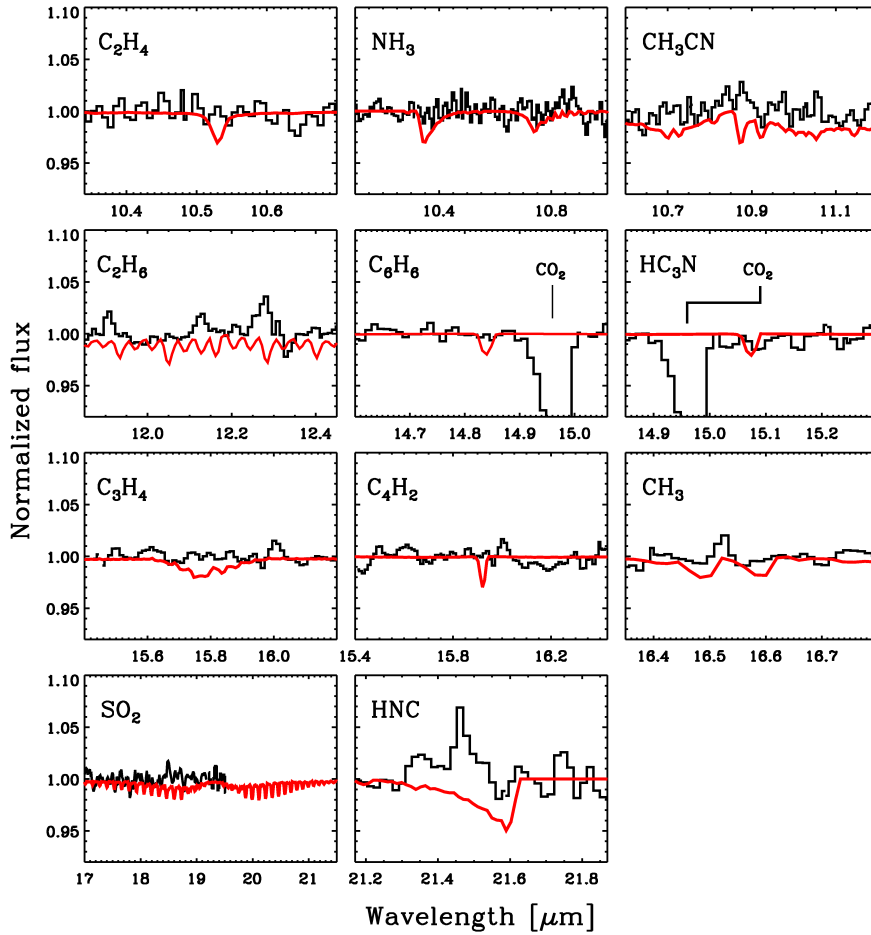 1.10 C₂H₄ NH₃ CH₃CN
1.05
1.00
0.95
10.4 10.5 10.6 10.4 10.8 10.7 10.9 11.1
1.10 C₂H₆ C₆H₆ CO₂ HC₃N CO₂
1.05
1.00
0.95
12.0 12.2 12.4 14.7 14.8 14.9 15.0 14.9 15.0 15.1 15.2
1.10 C₃H₄ C₄H₂ CH₃
1.05
1.00
0.95
15.6 15.8 16.0 15.4 15.8 16.2 16.4 16.5 16.6 16.7
1.10 SO₂ HNC
1.05
1.00
0.95
17 18 19 20 21 21.2 21.4 21.6 21.8
Normalized flux
Wavelength [μm]